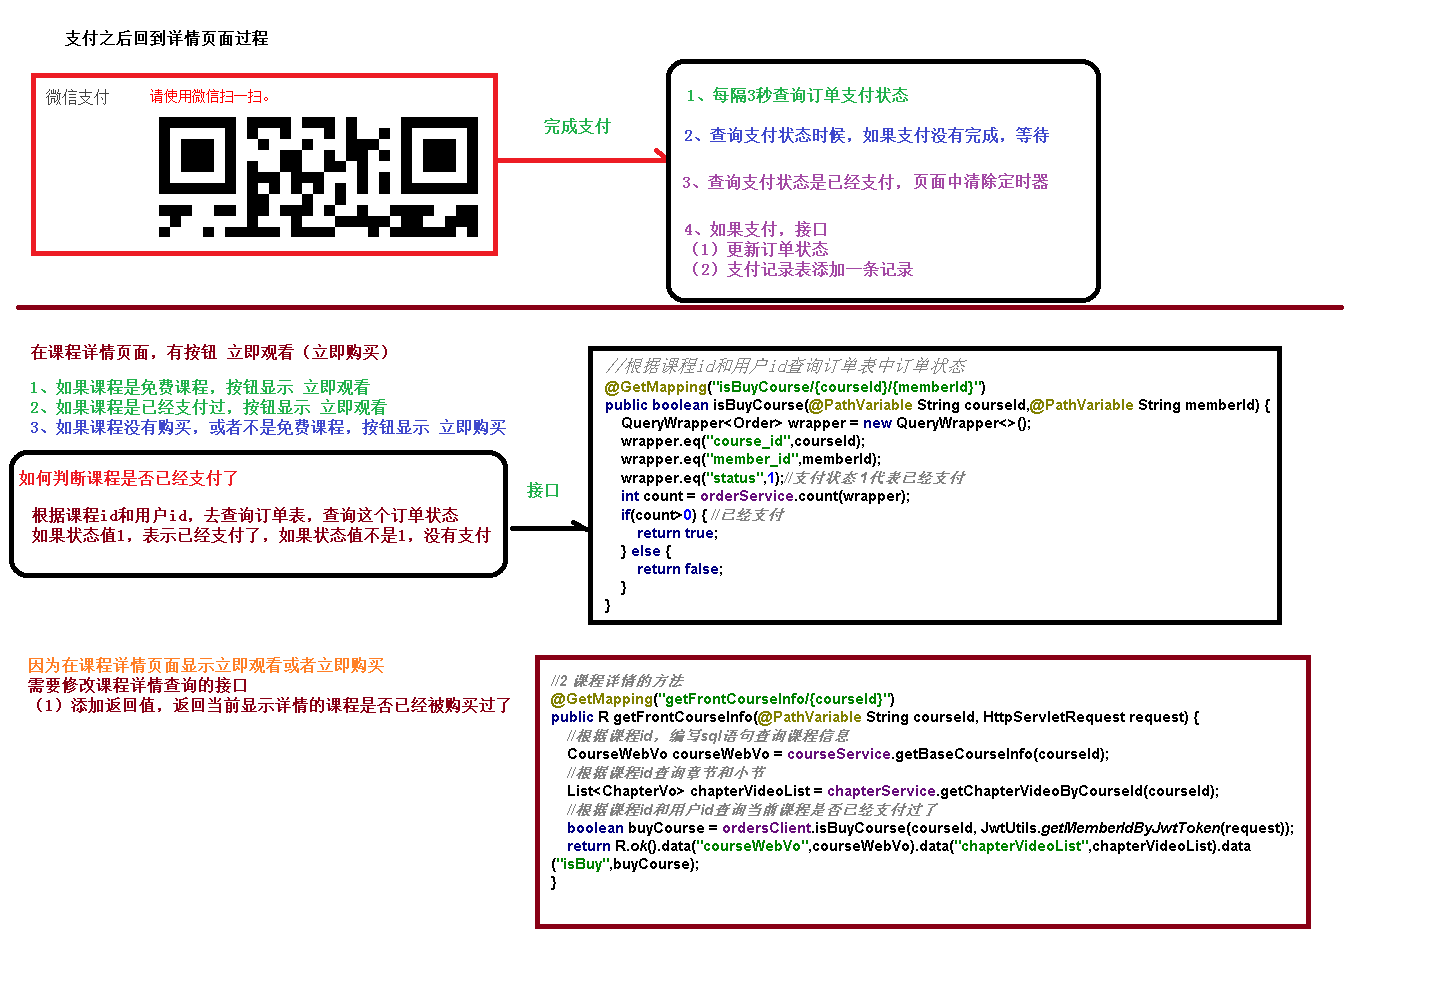 支付之后回到详情页面过程
微信支付
请使用微信扫一扫。
完成支付
1、每隔3秒查询订单支付状态
2、查询支付状态时候，如果支付没有完成，等待
3、查询支付状态是已经支付，页面中清除定时器
4、如果支付，接口
（1）更新订单状态
（2）支付记录表添加一条记录
在课程详情页面，有按钮 立即观看（立即购买）
1、如果课程是免费课程，按钮显示 立即观看
2、如果课程是已经支付过，按钮显示 立即观看
3、如果课程没有购买，或者不是免费课程，按钮显示 立即购买
如何判断课程是否已经支付了
根据课程id和用户id，去查询订单表，查询这个订单状态
如果状态值1，表示已经支付了，如果状态值不是1，没有支付
接口
//根据课程id和用户id查询订单表中订单状态
@GetMapping("isBuyCourse/{courseId}/{memberId}")
public boolean isBuyCourse(@PathVariable String courseId,@PathVariable String memberId) {
QueryWrapper<Order> wrapper = new QueryWrapper<>();
wrapper.eq("course_id",courseId);
wrapper.eq("member_id",memberId);
wrapper.eq("status",1);//支付状态 1代表已经支付
int count = orderService.count(wrapper);
if(count>0) { //已经支付
return true;
} else {
return false;
}
}
因为在课程详情页面显示立即观看或者立即购买
需要修改课程详情查询的接口
（1）添加返回值，返回当前显示详情的课程是否已经被购买过了
//2 课程详情的方法
@GetMapping("getFrontCourseInfo/{courseId}")
public R getFrontCourseInfo(@PathVariable String courseId, HttpServletRequest request) {
//根据课程id，编写sql语句查询课程信息
CourseWebVo courseWebVo = courseService.getBaseCourseInfo(courseId);
//根据课程id查询章节和小节
List<ChapterVo> chapterVideoList = chapterService.getChapterVideoByCourseId(courseId);
//根据课程id和用户id查询当前课程是否已经支付过了
boolean buyCourse = ordersClient.isBuyCourse(courseId, JwtUtils.getMemberIdByJwtToken(request));
return R.ok().data("courseWebVo",courseWebVo).data("chapterVideoList",chapterVideoList).data
("isBuy",buyCourse);
}